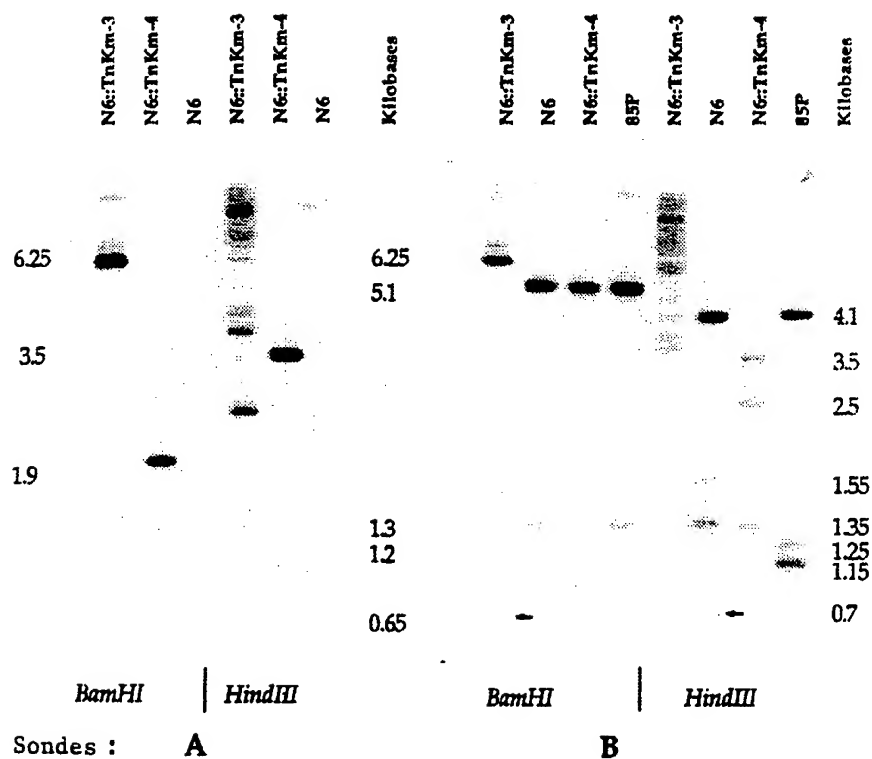 N6::TnKm-3
N6::TnKm-4
N6
N6::TnKm-3
N6::TnKm-4
N6
Kilobases
N6::TnKm-3
N6
N6::TnKm-4
85P
N6::TnKm-3
N6
N6::TnKm-4
85P
Kilobases
6.25
3.5
1.9
6.25
5.1
1.3
1.2
0.65
4.1
3.5
2.5
1.55
1.35
1.25
1.15
0.7
BamHI | HindIII
BamHI | HindIII
Sondes : A B